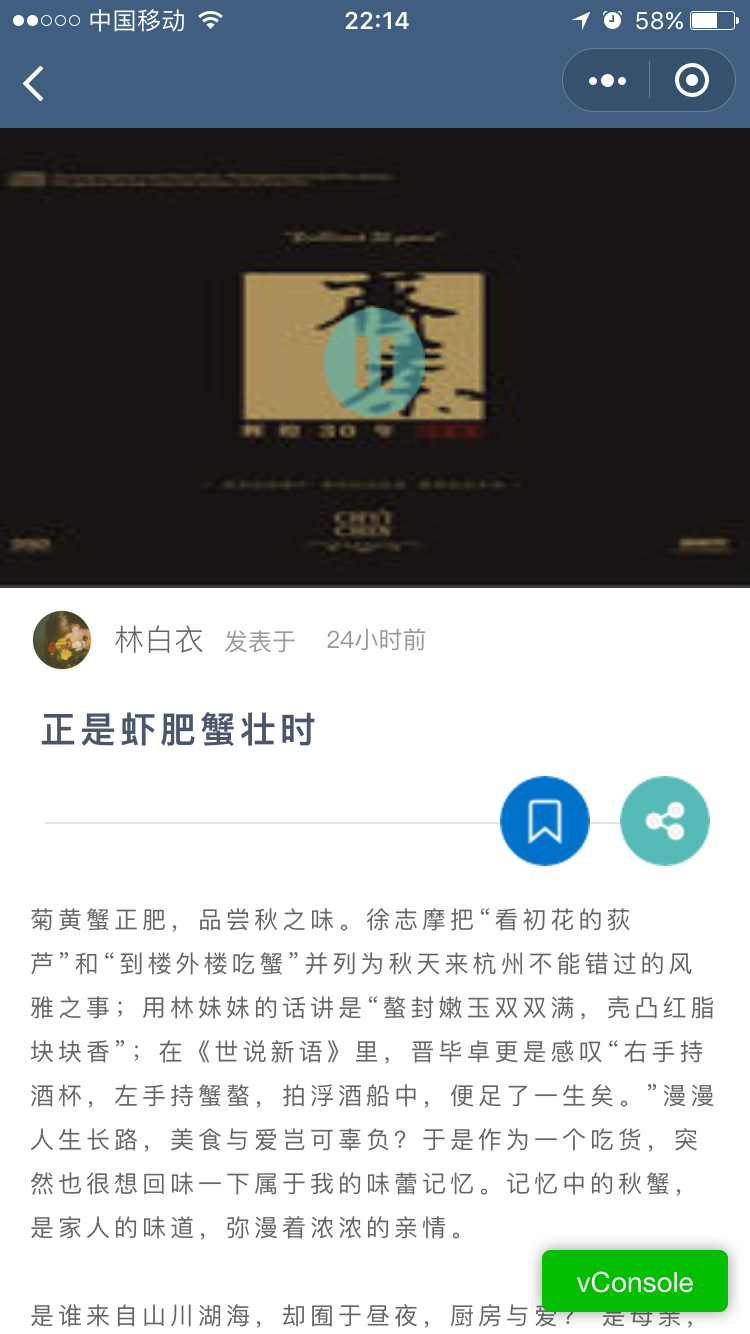 中国移动
22:14
58%
30
林白衣 发表于 24小时前
正是虾肥蟹壮时
菊黄蟹正肥，品尝秋之味。徐志摩把“看初花的荻
芦”和“到楼外楼吃蟹”并列为秋天来杭州不能错过的风
雅之事；用林妹妹的话讲是“螯封嫩玉双双满，壳凸红脂
块块香”；在《世说新语》里，晋毕卓更是感叹“右手持
酒杯，左手持蟹螯，拍浮酒船中，便足了一生矣。”漫漫
人生长路，美食与爱岂可辜负？于是作为一个吃货，突
然也很想回味一下属于我的味蕾记忆。记忆中的秋蟹，
是家人的味道，弥漫着浓浓的亲情。
vConsole
是谁来自山川湖海，却囿于昼夜，厨房与爱？ 是母亲，